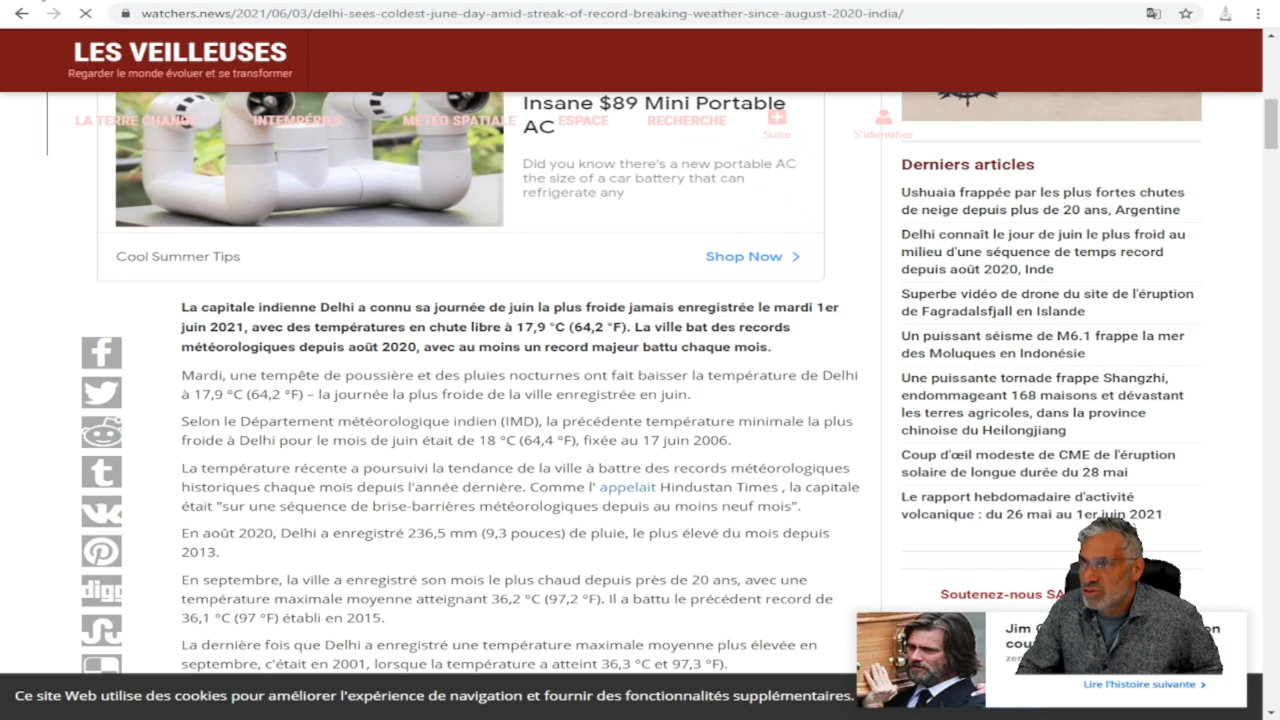 watchers.news/2021/06/03/delhi-sees-coldest-june-day-amid-streak-of-record-breaking-weather-since-august-2020-india/
LES VEILLEUSES
Regarder le monde évoluer et se transformer
LA TERRE CHANGE
INTEMPÉRIES
MÉTÉO SPATIALE
ESPACE
RECHERCHE
Suite
S'identifier
Insane $89 Mini Portable
AC
Did you know there's a new portable AC
the size of a car battery that can
refrigerate any
Cool Summer Tips
Shop Now
La capitale indienne Delhi a connu sa journée de juin la plus froide jamais enregistrée le mardi 1er
juin 2021, avec des températures en chute libre à 17,9 °C (64,2 °F). La ville bat des records
météorologiques depuis août 2020, avec au moins un record majeur battu chaque mois.
Mardi, une tempête de poussière et des pluies nocturnes ont fait baisser la température de Delhi
à 17,9 °C (64,2 °F) – la journée la plus froide de la ville enregistrée en juin.
Selon le Département météorologique indien (IMD), la précédente température minimale la plus
froide à Delhi pour le mois de juin était de 18 °C (64,4 °F), fixée au 17 juin 2006.
La température récente a poursuivi la tendance de la ville à battre des records météorologiques
historiques chaque mois depuis l'année dernière. Comme l' appelait Hindustan Times , la capitale
était "sur une séquence de brise-barrières météorologiques depuis au moins neuf mois".
En août 2020, Delhi a enregistré 236,5 mm (9,3 pouces) de pluie, le plus élevé du mois depuis
2013.
En septembre, la ville a enregistré son mois le plus chaud depuis près de 20 ans, avec une
température maximale moyenne atteignant 36,2 °C (97,2 °F). Il a battu le précédent record de
36,1 °C (97 °F) établi en 2015.
La dernière fois que Delhi a enregistré une température maximale moyenne plus élevée en
septembre, c'était en 2001, lorsque la température a atteint 36,3 °C et 97,3 °F).
Derniers articles
Ushuaia frappée par les plus fortes chutes
de neige depuis plus de 20 ans, Argentine
Delhi connaît le jour de juin le plus froid au
milieu d'une séquence de temps record
depuis août 2020, Inde
Superbe vidéo de drone du site de l'éruption
de Fagradalsfjall en Islande
Un puissant séisme de M6.1 frappe la mer
des Moluques en Indonésie
Une puissante tornade frappe Shangzhi,
endommageant 168 maisons et dévastant
les terres agricoles, dans la province
chinoise du Heilongjiang
Coup d'œil modeste de CME de l'éruption
solaire de longue durée du 28 mai
Le rapport hebdomadaire d'activité
volcanique : du 26 mai au 1er juin 2021
Soutenez-nous
Jim
Lire l'histoire suivante
digg
Ce site Web utilise des cookies pour améliorer l'expérience de navigation et fournir des fonctionnalités supplémentaires.